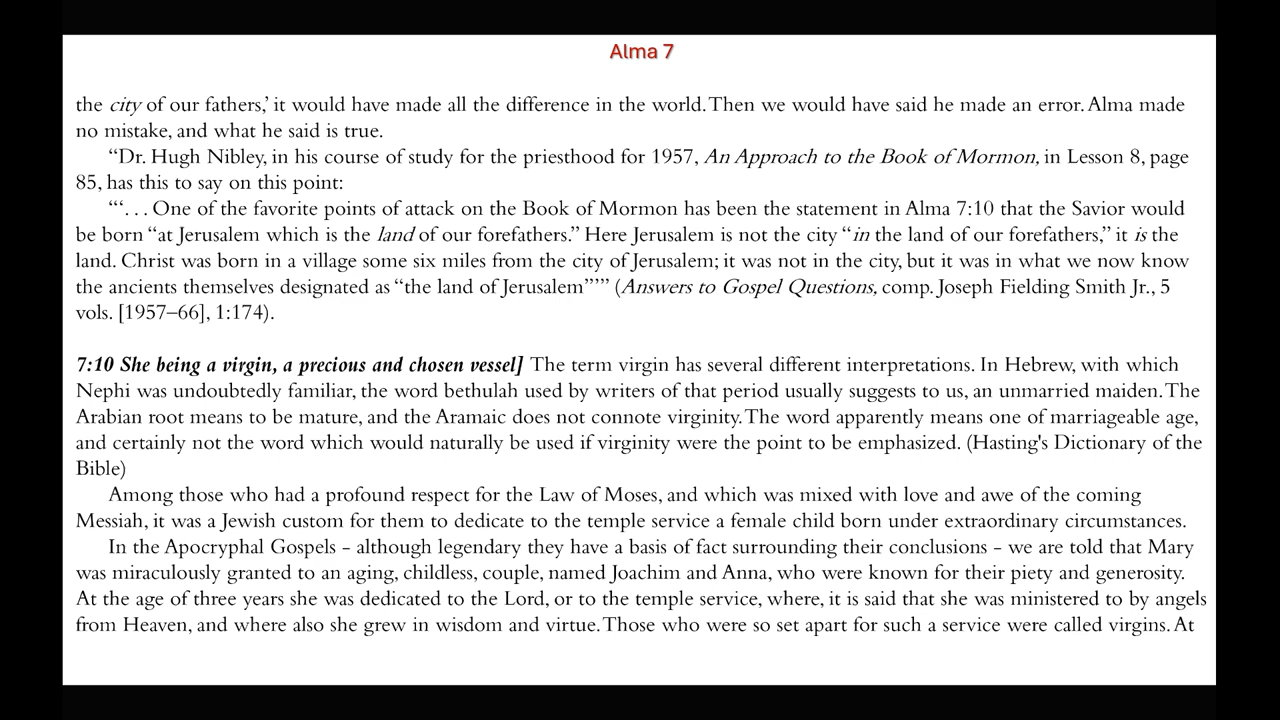 Alma 7
the city of our fathers,’ it would have made all the difference in the world. Then we would have said he made an error. Alma made
no mistake, and what he said is true.
“Dr. Hugh Nibley, in his course of study for the priesthood for 1957, An Approach to the Book of Mormon, in Lesson 8, page
85, has this to say on this point:
“‘. . . One of the favorite points of attack on the Book of Mormon has been the statement in Alma 7:10 that the Savior would
be born “at Jerusalem which is the land of our forefathers.” Here Jerusalem is not the city “in the land of our forefathers,” it is the
land. Christ was born in a village some six miles from the city of Jerusalem; it was not in the city, but it was in what we now know
the ancients themselves designated as “the land of Jerusalem”’” (Answers to Gospel Questions, comp. Joseph Fielding Smith Jr., 5
vols. [1957–66], 1:174).
7:10 She being a virgin, a precious and chosen vessel] The term virgin has several different interpretations. In Hebrew, with which
Nephi was undoubtedly familiar, the word bethulah used by writers of that period usually suggests to us, an unmarried maiden. The
Arabian root means to be mature, and the Aramaic does not connote virginity. The word apparently means one of marriageable age,
and certainly not the word which would naturally be used if virginity were the point to be emphasized. (Hasting's Dictionary of the
Bible)
Among those who had a profound respect for the Law of Moses, and which was mixed with love and awe of the coming
Messiah, it was a Jewish custom for them to dedicate to the temple service a female child born under extraordinary circumstances.
In the Apocryphal Gospels - although legendary they have a basis of fact surrounding their conclusions - we are told that Mary
was miraculously granted to an aging, childless, couple, named Joachim and Anna, who were known for their piety and generosity.
At the age of three years she was dedicated to the Lord, or to the temple service, where, it is said that she was ministered to by angels
from Heaven, and where also she grew in wisdom and virtue. Those who were so set apart for such a service were called virgins. At